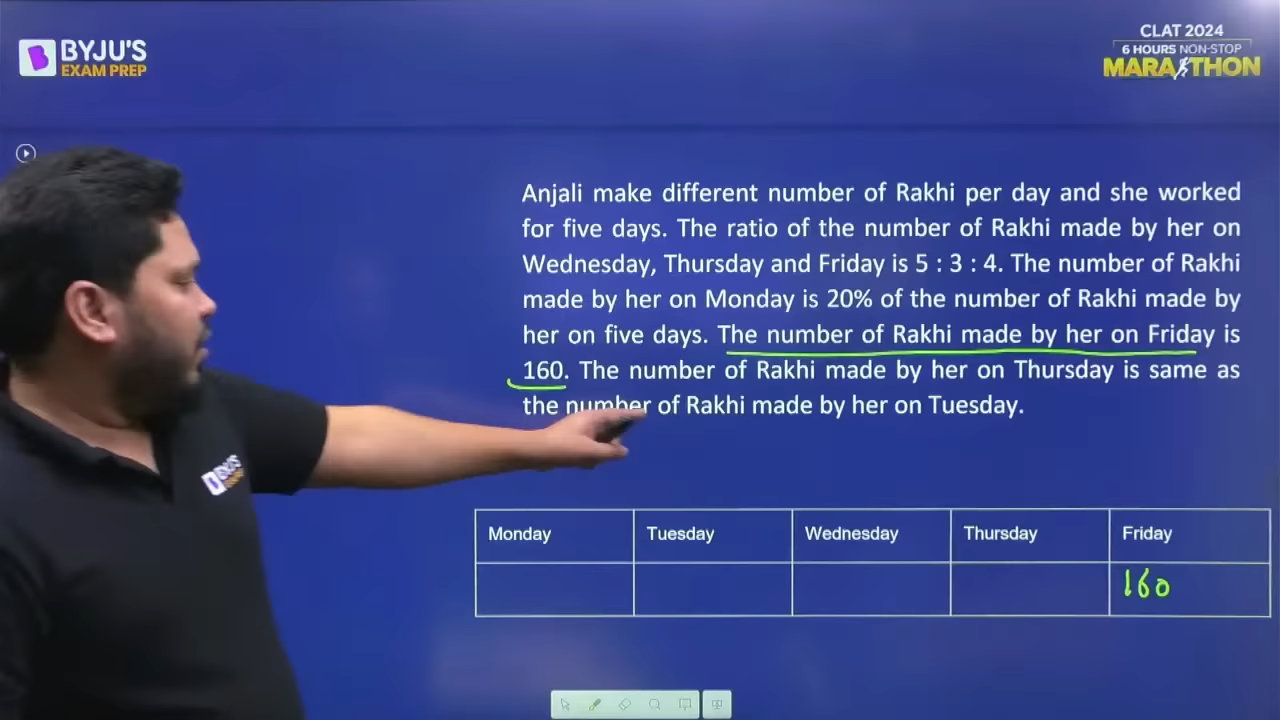 BYJU'S
EXAM PREP
CLAT 2024
6 HOURS NON-STOP
MARATHON
Anjali make different number of Rakhi per day and she worked
for five days. The ratio of the number of Rakhi made by her on
Wednesday, Thursday and Friday is 5 : 3 : 4. The number of Rakhi
made by her on Monday is 20% of the number of Rakhi made by
her on five days. The number of Rakhi made by her on Friday is
160. The number of Rakhi made by her on Thursday is same as
the number of Rakhi made by her on Tuesday.
BYJU'S
Monday Tuesday Wednesday Thursday Friday
160